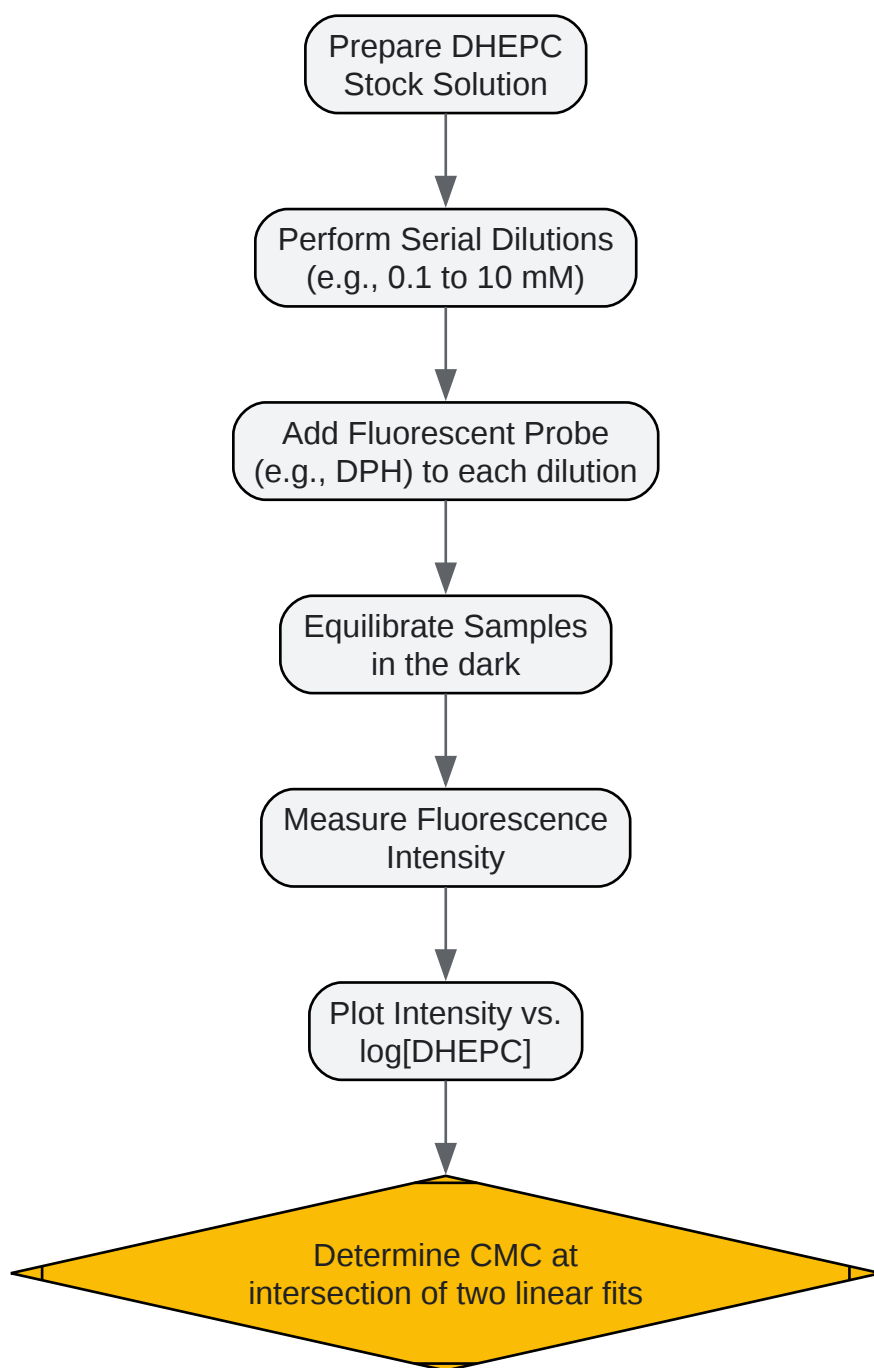 Prepare DHEPC
Stock Solution
Perform Serial Dilutions
(e.g., 0.1 to 10 mM)
Add Fluorescent Probe
(e.g., DPH) to each dilution
Equilibrate Samples
in the dark
Measure Fluorescence
Intensity
Plot Intensity vs.
log[DHEPC]
Determine CMC at
intersection of two linear fits